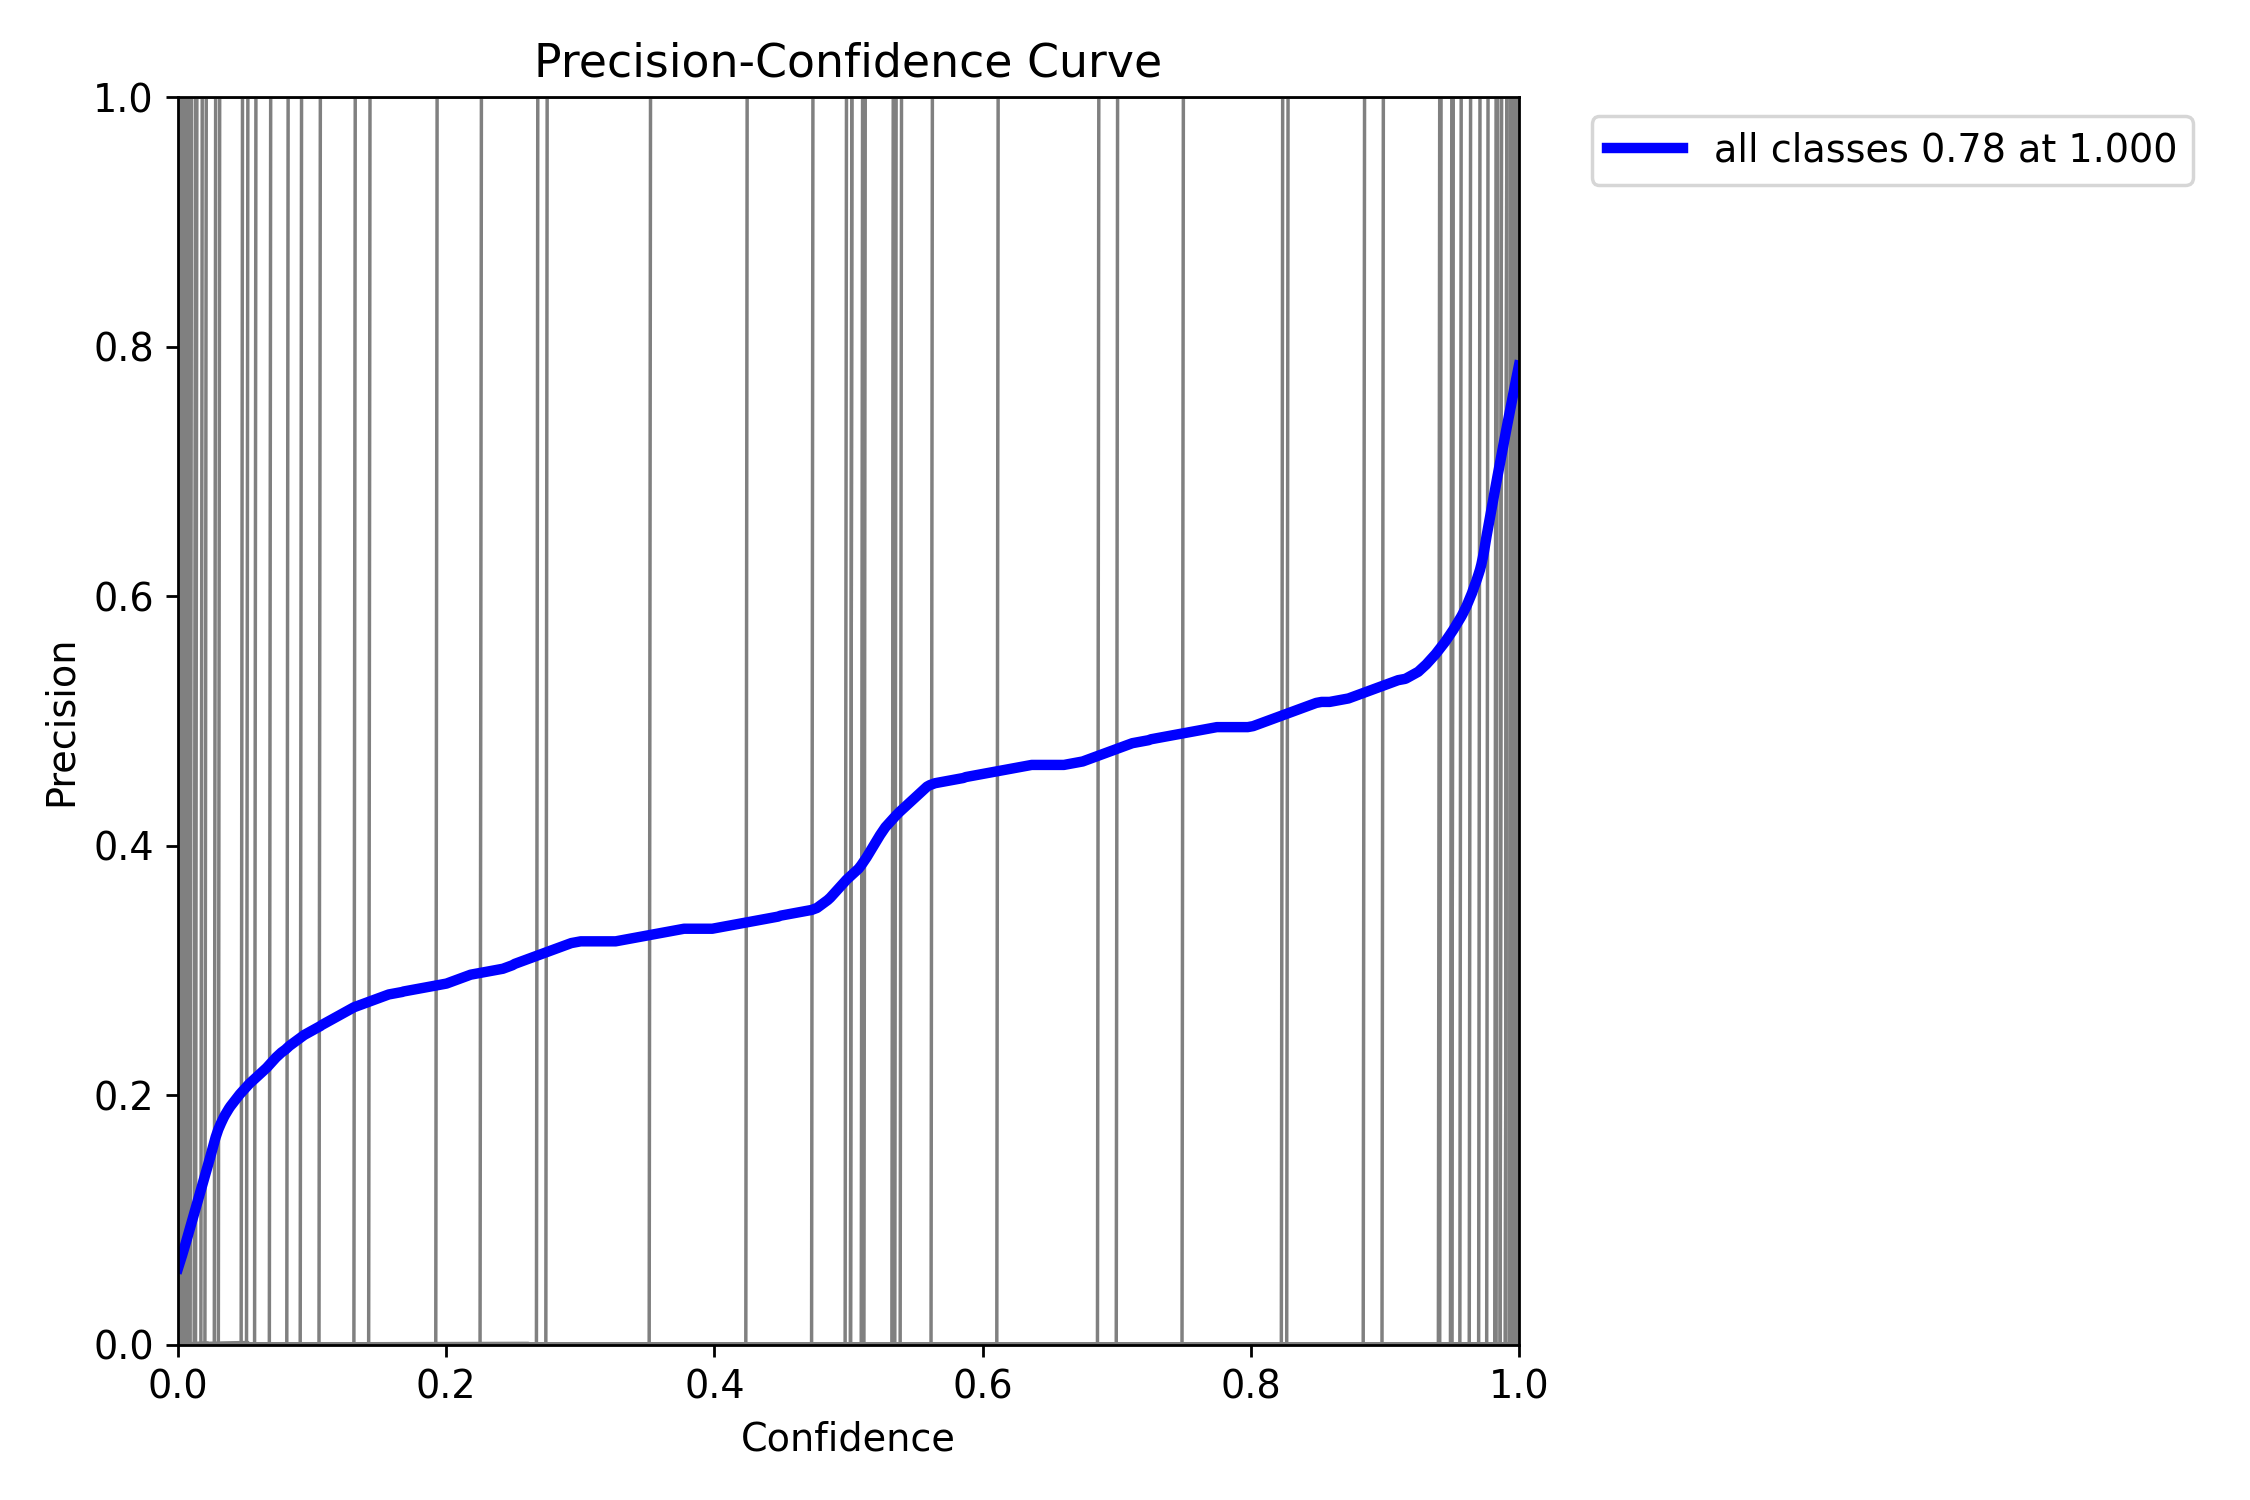 Precision-Confidence Curve
all classes 0.78 at 1.000
Precision
1.0
0.8
0.6
0.4
0.2
0.0
0.0 0.2 0.4 0.6 0.8 1.0
Confidence